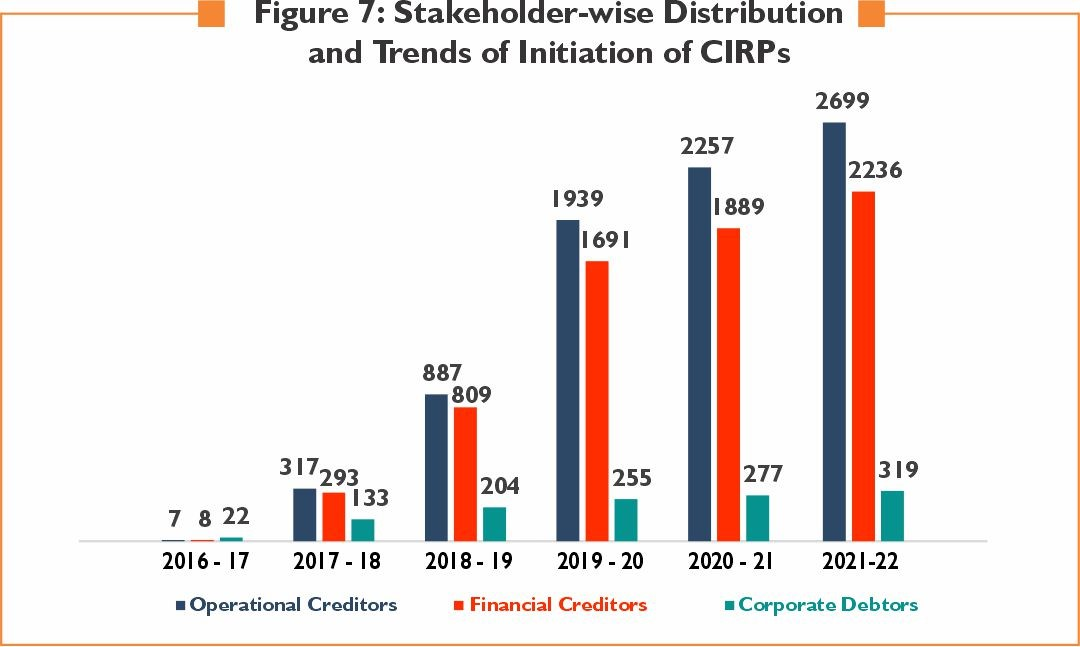 Figure 7: Stakeholder-wise Distribution
and Trends of Initiation of CIRPs
7 8 22
317 293 133
887 809 204
1939 1691 255
2257 1889 277
2699 2236 319
2016 - 17 2017 - 18 2018 - 19 2019 - 20 2020 - 21 2021-22
Operational Creditors Financial Creditors Corporate Debtors